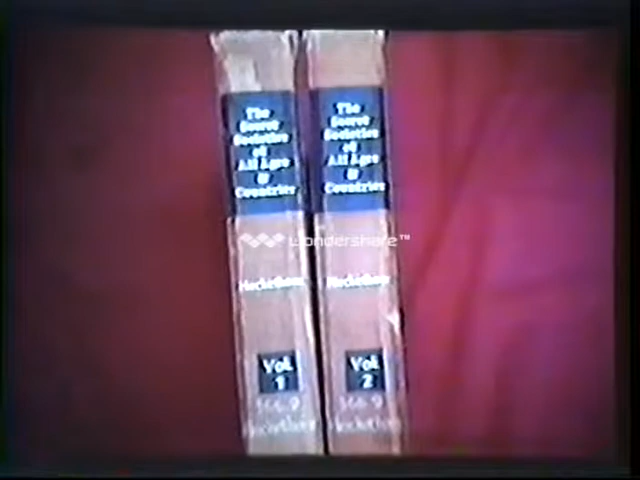 The
Secret
Societies
of
All Ages
&
Countries
Heckethorn
Vol.
1
366.9
Heckethorn
The
Secret
Societies
of
All Ages
&
Countries
Heckethorn
Vol.
2
366.9
Heckethorn
wondershare™